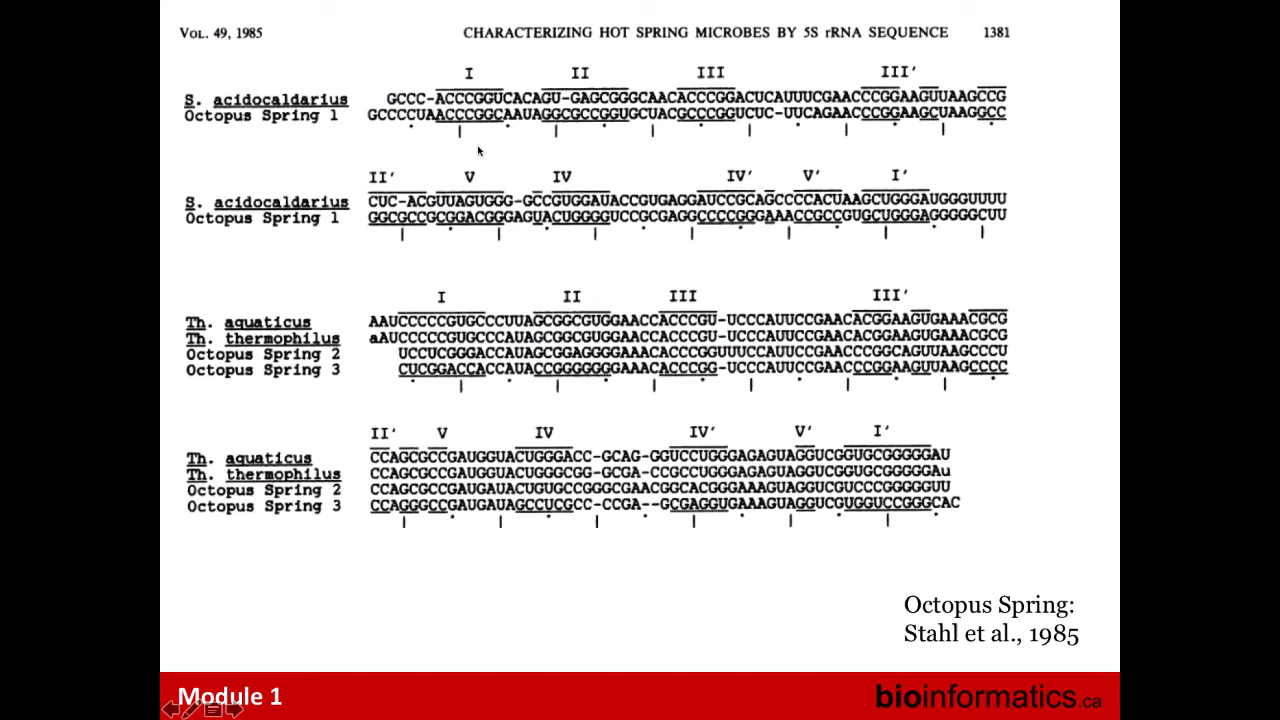 VOL. 49, 1985 CHARACTERIZING HOT SPRING MICROBES BY 5S rRNA SEQUENCE 1381
I II III III'
S. acidocaldarius GCCC-ACCCGGUCACAGU-GAGCGGGCAACACCCGGACUCAUUUCGAACCCGGAAGUUAAGCCG
Octopus Spring 1 GCCCCUAACCCGGCAAUAGGCGCCGGUGCUACGCCCGGUCUC-UUCAGAACCCGGAAGCUAAGGCC
II' V IV IV' V' I'
S. acidocaldarius CUC-ACGUUAGUGGG-GCCGUGGAUACCGUGAGGAUCCGCAGCCCCACUAAGCUGGGAUGGGUUUU
Octopus Spring 1 GGCGCCGCGGACGGGAGUACUGGGGUCCGCGAGGCCCCGGGAAACCGCCGUGCUGGGAGGGGGCUU
I II III III'
Th. aquaticus AAUCCCCCGUGCCCUUAGCGGCGUGGAACCACCCGU-UCCCAUUCCGAACACGGAAGUGAAACGCG
Th. thermophilus aAUCCCCCGUGCCCAUAGCGGCGUGGAACCACCCGU-UCCCAUUCCGAACACGGAAGUGAAACGCG
Octopus Spring 2 UCCUCGGGACCAUAGCGGAGGGGAAACACCCGGUUUCCAUUCCGAACCCGGCAGUUAAGCCCU
Octopus Spring 3 CUCGGACCACCAUACCGGGGGGGAAACACCCGG-UCCCAUUCCGAACCCGGAAGUUAAGCCCC
II' V IV IV' V' I'
Th. aquaticus CCAGCGCCGAUGGUACUGGGACC-GCAG-GGUCCUGGGAGAGUAGGUCGGUGCGGGGGAU
Th. thermophilus CCAGCGCCGAUGGUACUGGGCGG-GCGA-CCGCCUGGGAGAGUAGGUCGGUGCGGGGGAu
Octopus Spring 2 CCAGCGCCGAUGAUACUGUGCCGGGCGAACGGCACGGGAAAGUAGGUCGUCCCGGGGGUU
Octopus Spring 3 CCAGGGCCGAUGAUAGCCUCGCC-CCGA--GCGAGGUGAAAGUAGGUCGUGGUCCGGGCAC
Octopus Spring:
Stahl et al., 1985
Module 1
bioinformatics.ca